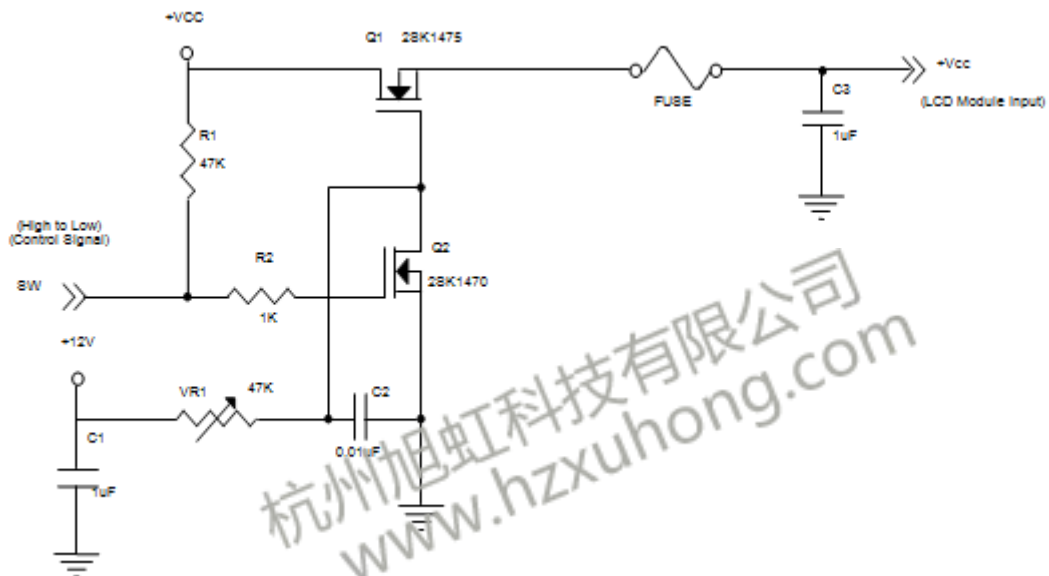 +VCC
Q1 2SK1475
+Vcc
FUSE
C3
(LCD Module Input)
R1
1uF
47K
(High to Low)
(Control Signal)
Q2
R2
SW
2SK1470
1K
+12V
47K
VR1
C2
C1
0.01uF
1uF
杭州旭虹科技有限公司
www.hzxuhong.com